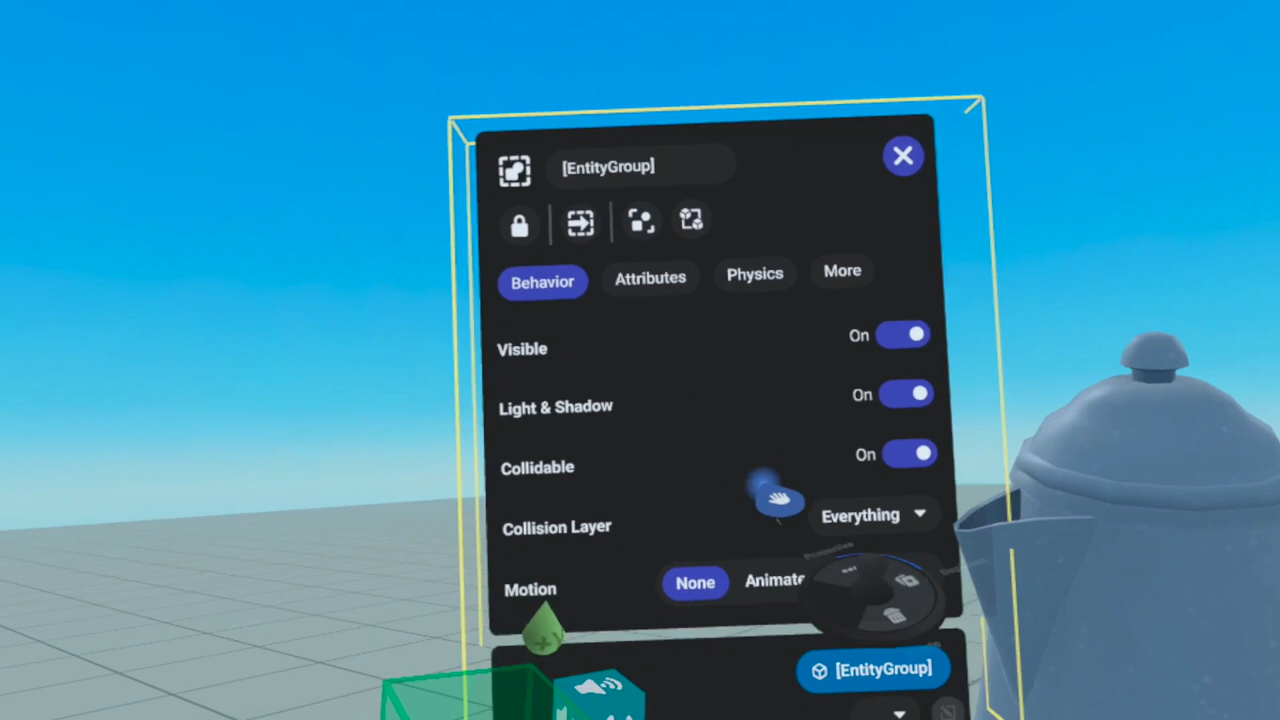 [EntityGroup]
Behavior Attributes Physics More
Visible On
Light & Shadow On
Collidable On
Collision Layer Everything
Motion None Animate
[EntityGroup]
+Y